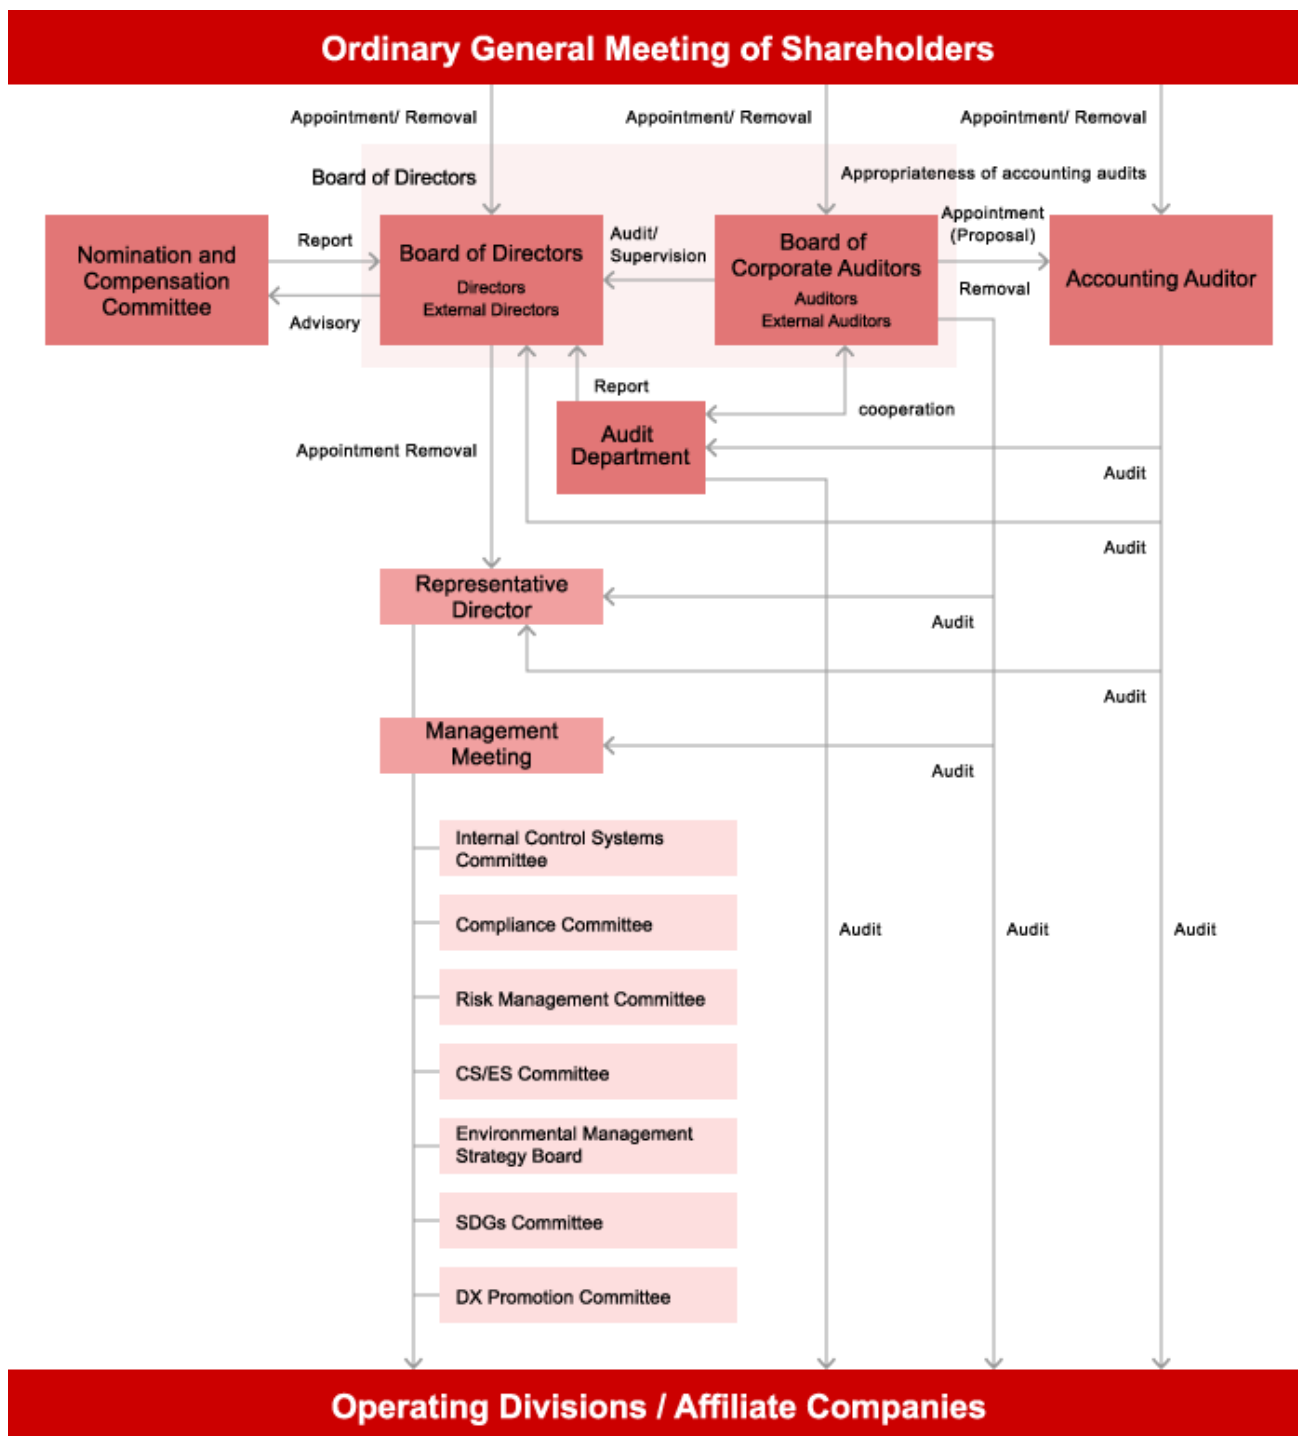 Ordinary General Meeting of Shareholders
Appointment/ Removal
Appointment/ Removal
Appointment/ Removal
Board of Directors
Appropriateness of accounting audits
Nomination and
Compensation
Committee
Report
Advisory
Board of Directors
Directors
External Directors
Audit/
Supervision
Board of
Corporate Auditors
Auditors
External Auditors
Appointment
(Proposal)
Removal
Accounting Auditor
Report
cooperation
Audit
Department
Appointment Removal
Audit
Audit
Representative
Director
Audit
Audit
Management
Meeting
Audit
Internal Control Systems
Committee
Compliance Committee
Audit
Audit
Audit
Risk Management Committee
CS/ES Committee
Environmental Management
Strategy Board
SDGs Committee
DX Promotion Committee
Operating Divisions / Affiliate Companies